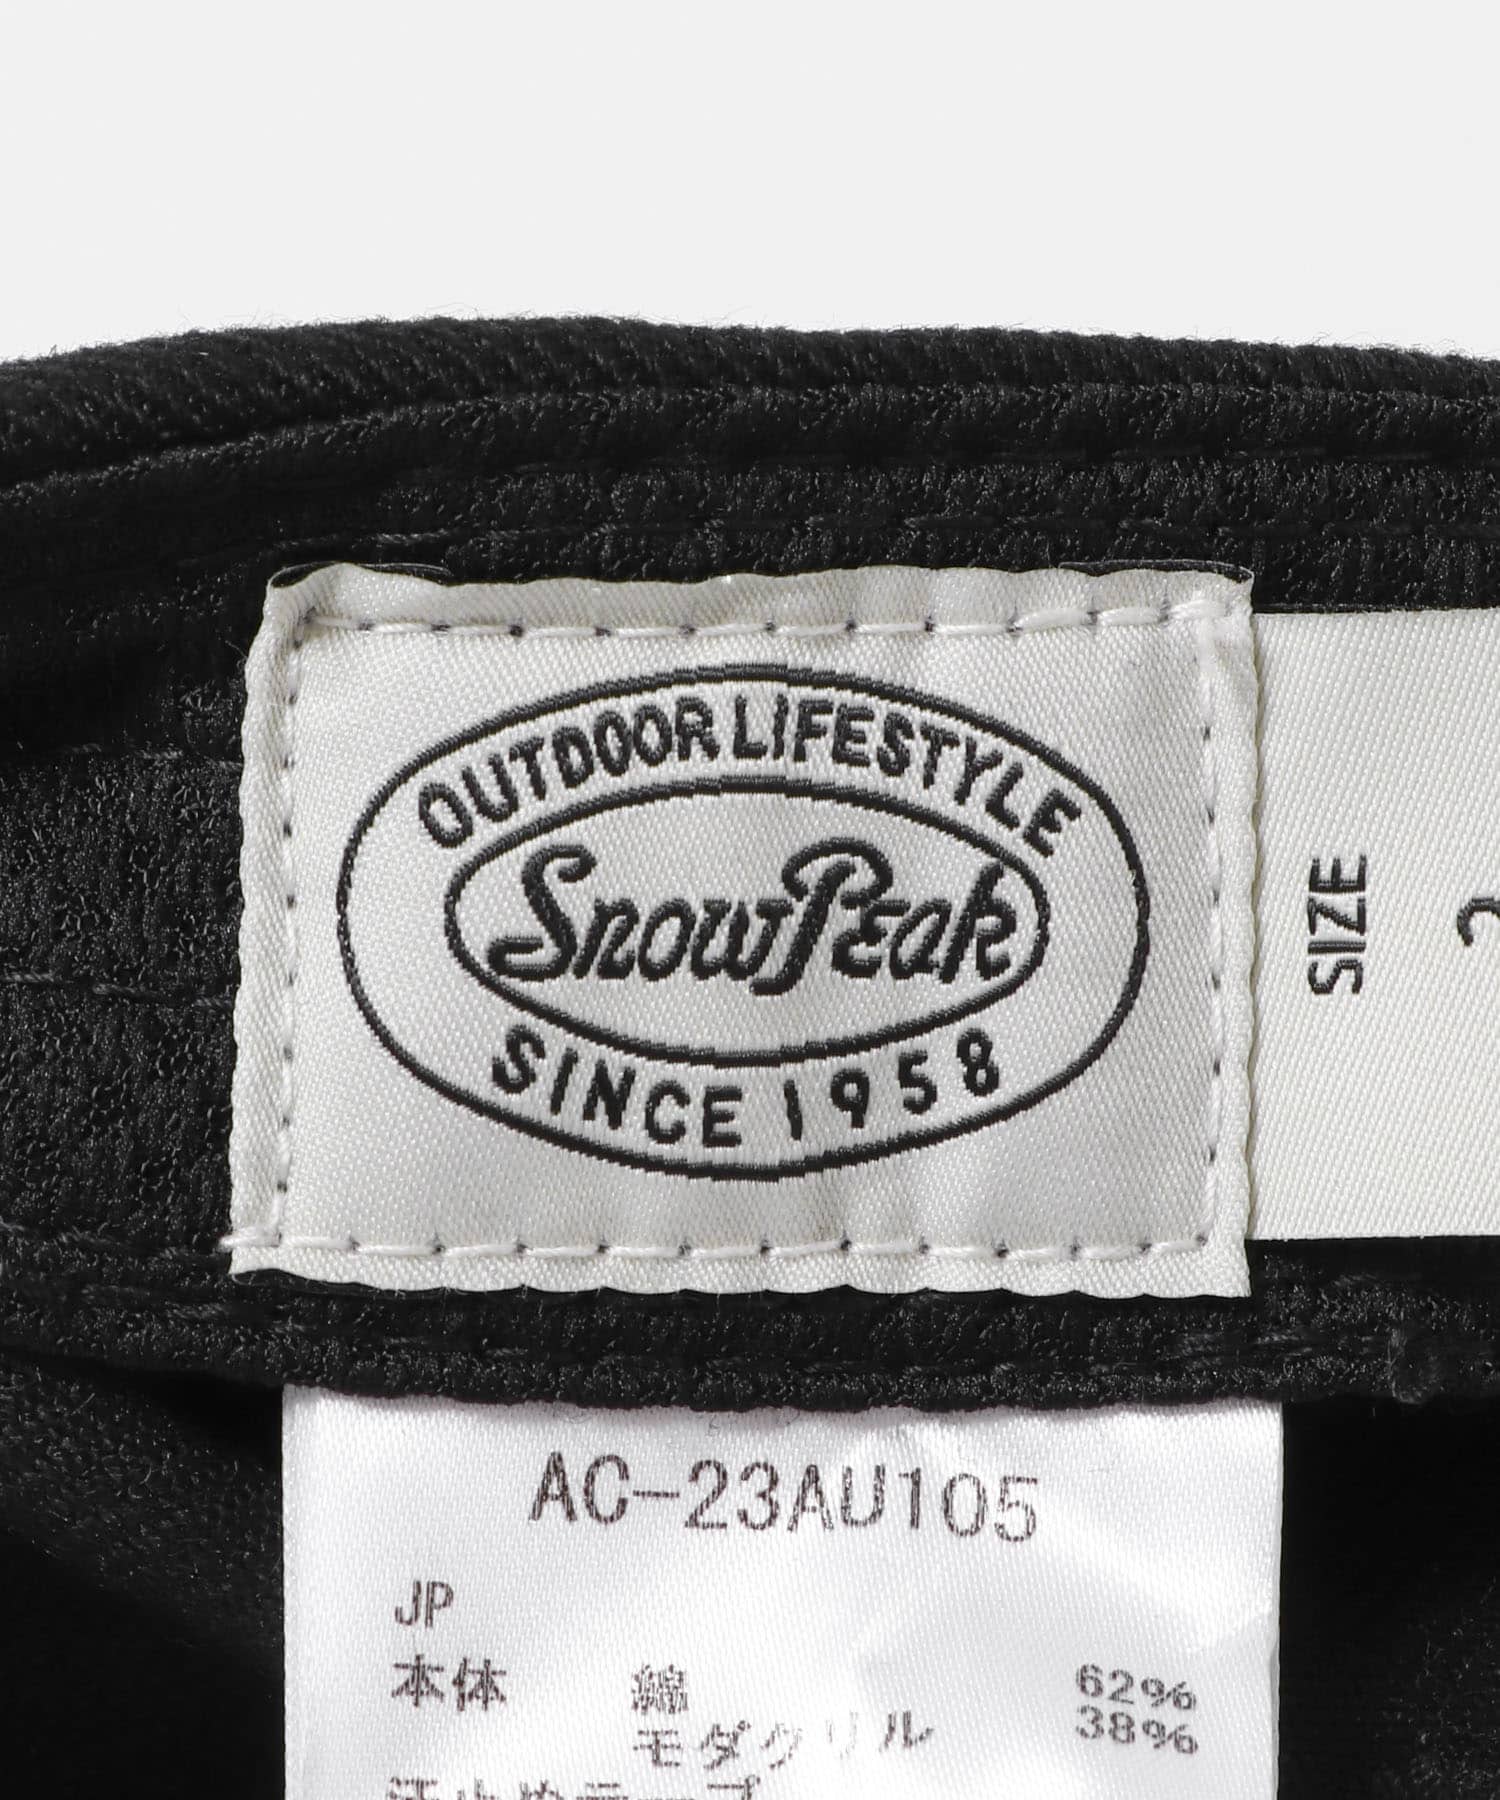 OUTDOOR LIFESTYLE
SnowPeak
SINCE 1958
SIZE
AC-23AU105
JP
本体 綿 62%
モダクリル 38%